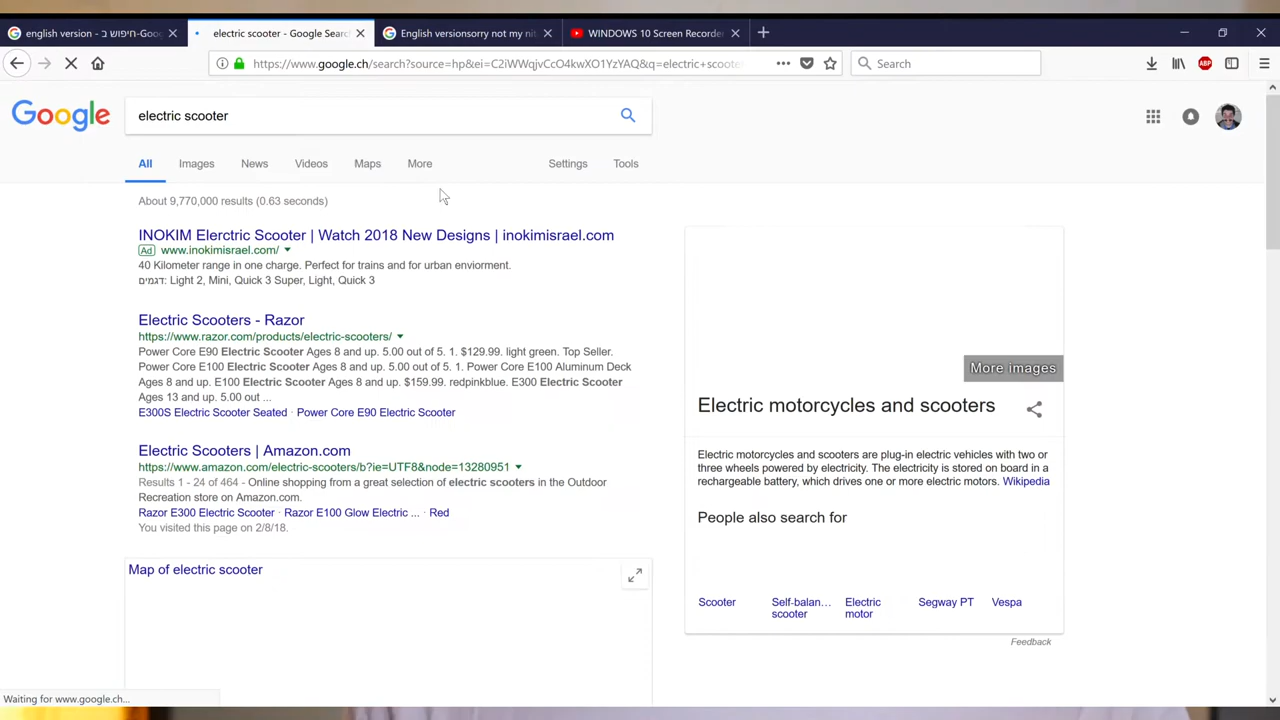 english version - חיפוש ב-Goo
electric scooter - Google Searc
English versionsorry not my nit
WINDOWS 10 Screen Recorder
https://www.google.ch/search?source=hp&ei=C2iWWqjvCcO4kwXO1YzYAQ&q=electric+scoote
Search
ABP
Google
electric scooter
All
Images
News
Videos
Maps
More
Settings
Tools
About 9,770,000 results (0.63 seconds)
INOKIM Elerctric Scooter | Watch 2018 New Designs | inokimisrael.com
Ad www.inokimisrael.com/
40 Kilometer range in one charge. Perfect for trains and for urban enviorment.
דגמים: Light 2, Mini, Quick 3 Super, Light, Quick 3
Electric Scooters - Razor
https://www.razor.com/products/electric-scooters/
Power Core E90 Electric Scooter Ages 8 and up. 5.00 out of 5. 1. $129.99. light green. Top Seller.
Power Core E100 Electric Scooter Ages 8 and up. 5.00 out of 5. 1. Power Core E100 Aluminum Deck
Ages 8 and up. E100 Electric Scooter Ages 8 and up. $159.99. redpinkblue. E300 Electric Scooter
Ages 13 and up. 5.00 out ...
E300S Electric Scooter Seated · Power Core E90 Electric Scooter
Electric Scooters | Amazon.com
https://www.amazon.com/electric-scooters/b?ie=UTF8&node=13280951
Results 1 - 24 of 464 - Online shopping from a great selection of electric scooters in the Outdoor
Recreation store on Amazon.com.
Razor E300 Electric Scooter · Razor E100 Glow Electric ... · Red
You visited this page on 2/8/18.
Map of electric scooter
More images
Electric motorcycles and scooters
Electric motorcycles and scooters are plug-in electric vehicles with two or
three wheels powered by electricity. The electricity is stored on board in a
rechargeable battery, which drives one or more electric motors. Wikipedia
People also search for
Scooter
Self-balan... scooter
Electric motor
Segway PT
Vespa
Feedback
Waiting for www.google.ch...